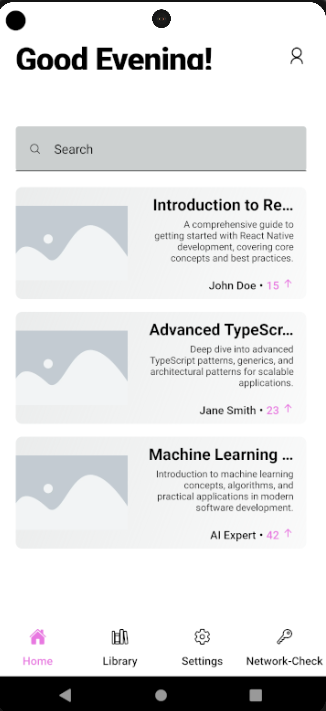 Good Evening!
Search
Introduction to Re...
A comprehensive guide to
getting started with React Native
development, covering core
concepts and best practices.
John Doe • 15 ↑
Advanced TypeScr...
Deep dive into advanced
TypeScript patterns, generics, and
architectural patterns for scalable
applications.
Jane Smith • 23 ↑
Machine Learning ...
Introduction to machine learning
concepts, algorithms, and
practical applications in modern
software development.
AI Expert • 42 ↑
Home
Library
Settings
Network-Check